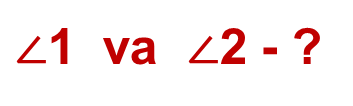 ∠1 va ∠2 - ?